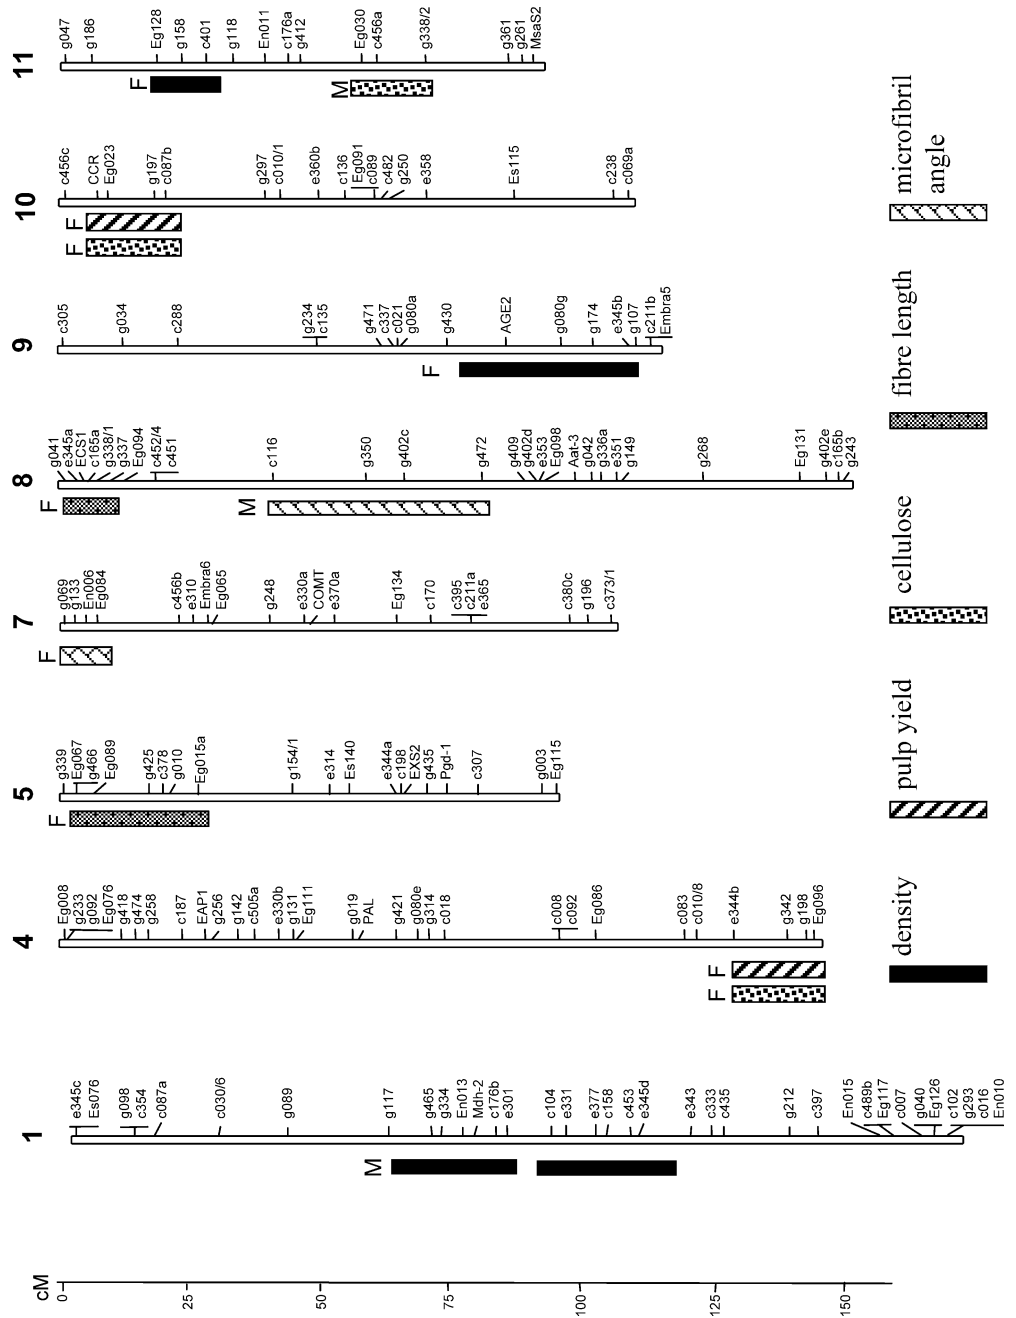 cM
0
25
50
75
100
125
150
1
M
e345c
Es076
g098
c354
c087a
c030/6
g089
g117
g465
g334
En013
Mdh-2
c176b
e301
c104
e331
e377
c158
c453
e345d
e343
c333
c435
g212
c397
En015
c489b
Eg117
c007
g040
Eg126
c102
g293
c016
En010
4
F
F
Eg008
g233
g092
Eg076
g418
g474
g258
c187
EAP1
g256
g142
c505a
e330b
g131
Eg111
g019
PAL
g421
g080e
g314
c018
c008
c092
Eg086
c083
c010/8
e344b
g342
g198
Eg096
5
F
g339
Eg067
g466
Eg089
g425
c378
g010
Eg015a
g154/1
e314
Es140
e344a
c198
EXS2
g435
Pgd-1
c307
g003
Eg115
7
F
g069
g133
En006
Eg084
c456b
e310
Embra6
Eg065
g248
e330a
COMT
e370a
Eg134
c170
c395
c211a
e365
c380c
g196
c373/1
8
F
M
g041
e345a
ECS1
c165a
g338/1
g337
Eg094
c452/4
c451
c116
g350
g402c
g472
g409
g402d
e353
Eg098
Aat-3
g042
g336a
e351
g149
g268
Eg131
g402e
c165b
g243
9
F
c305
g034
c288
g234
c135
g471
c337
c021
g080a
g430
AGE2
g080g
g174
e345b
g107
c211b
Embra5
10
F
F
c456c
CCR
Eg023
g197
c087b
g297
c010/1
e360b
c136
Eg091
c089
c482
g250
e358
Es115
c238
c069a
11
F
M
g047
g186
Eg128
g158
c401
g118
En011
c176a
g412
Eg030
c456a
g338/2
g361
g261
MsaS2
density
pulp yield
cellulose
fibre length
microfibril
angle